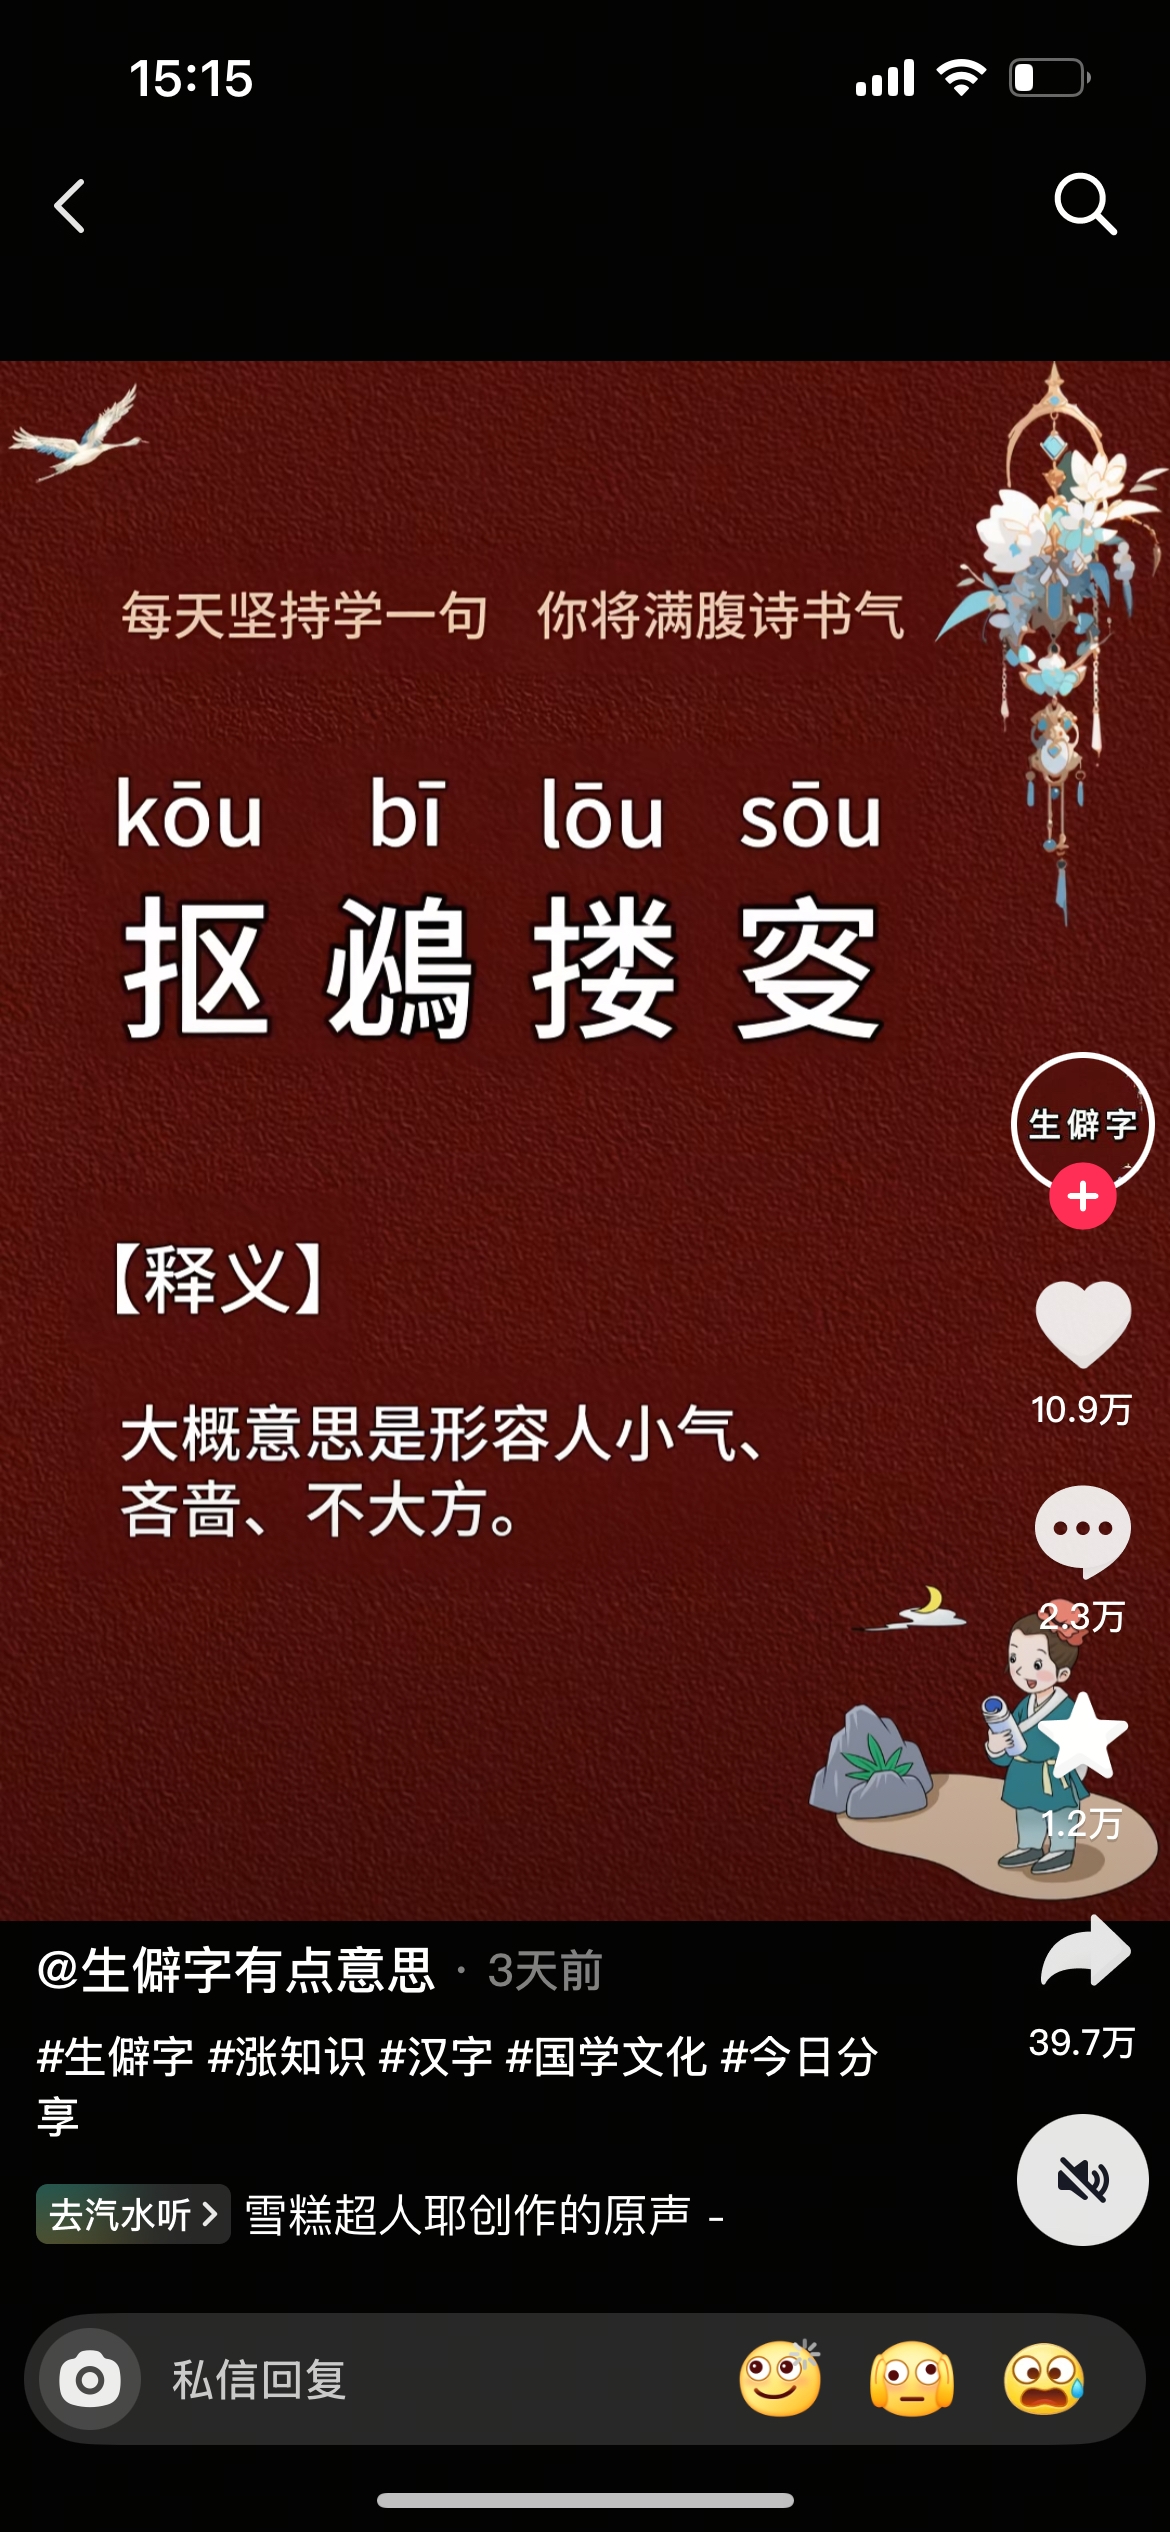 15:15
每天坚持学一句 你将满腹诗书气
kōu bī lōu sōu
抠鵖搂叜
生僻字
【释义】
大概意思是形容人小气、
吝啬、不大方。
10.9万
2.3万
1.2万
39.7万
@生僻字有点意思 · 3天前
#生僻字 #涨知识 #汉字 #国学文化 #今日分
享
去汽水听 > 雪糕超人耶创作的原声 -
私信回复